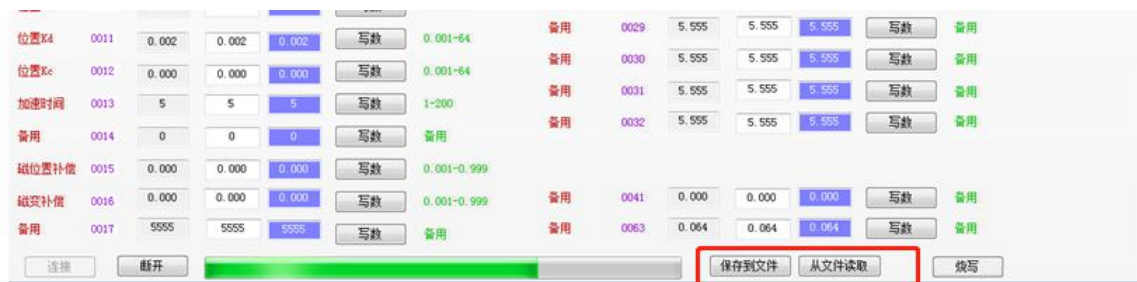 位置Kd 0011 0.002 0.002 0.002 写数 0.001-64
位置Kc 0012 0.000 0.000 0.000 写数 0.001-64
加速时间 0013 5 5 5 写数 1-200
备用 0014 0 0 0 写数 备用
磁位置补偿 0015 0.000 0.000 0.000 写数 0.001-0.999
磁变补偿 0016 0.000 0.000 0.000 写数 0.001-0.999
备用 0017 5555 5555 5555 写数 备用
备用 0029 5.555 5.555 5.555 写数 备用
备用 0030 5.555 5.555 5.555 写数 备用
备用 0031 5.555 5.555 5.555 写数 备用
备用 0032 5.555 5.555 5.555 写数 备用
备用 0041 0.000 0.000 0.000 写数 备用
备用 0063 0.064 0.064 0.064 写数 备用
连接 断开 保存到文件 从文件读取 烧写